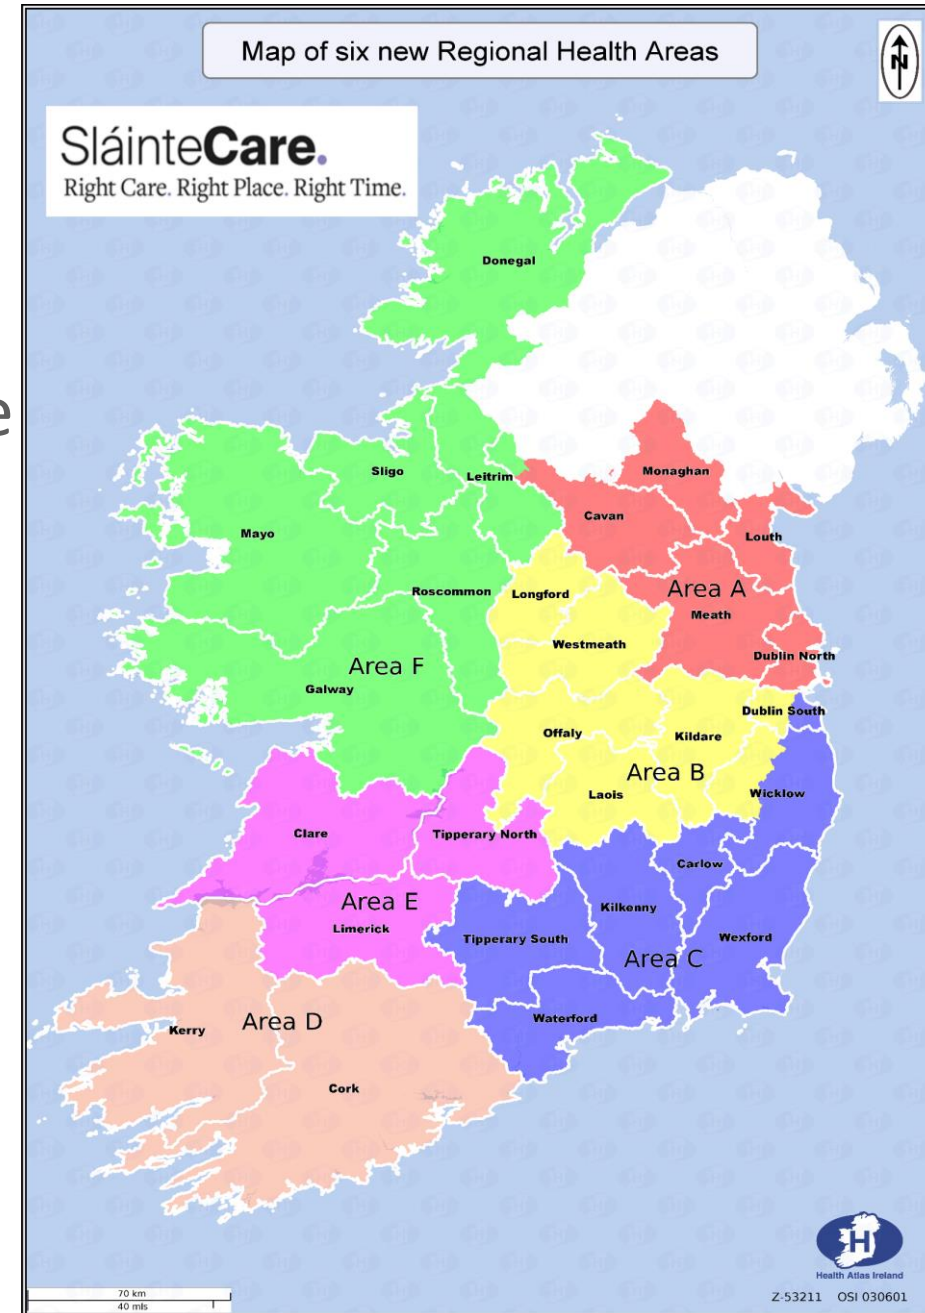 Map of six new Regional Health Areas
N
SláinteCare.
Right Care. Right Place. Right Time.
Donegal
e
Monaghan
Sligo
Leitrim
Cavan
Mayo
Louth
Roscommon
Longford
Area A
Meath
Westmeath
Dublin North
Area F
Galway
Dublin South
Offaly
Kildare
Area B
Laois
Wicklow
Clare
Tipperary North
Carlow
Area E
Kilkenny
Limerick
Tipperary South
Wexford
Area C
Waterford
Area D
Kerry
Cork
H
Health Atlas Ireland
70 km
40 mls
Z-53211 OSI 030601